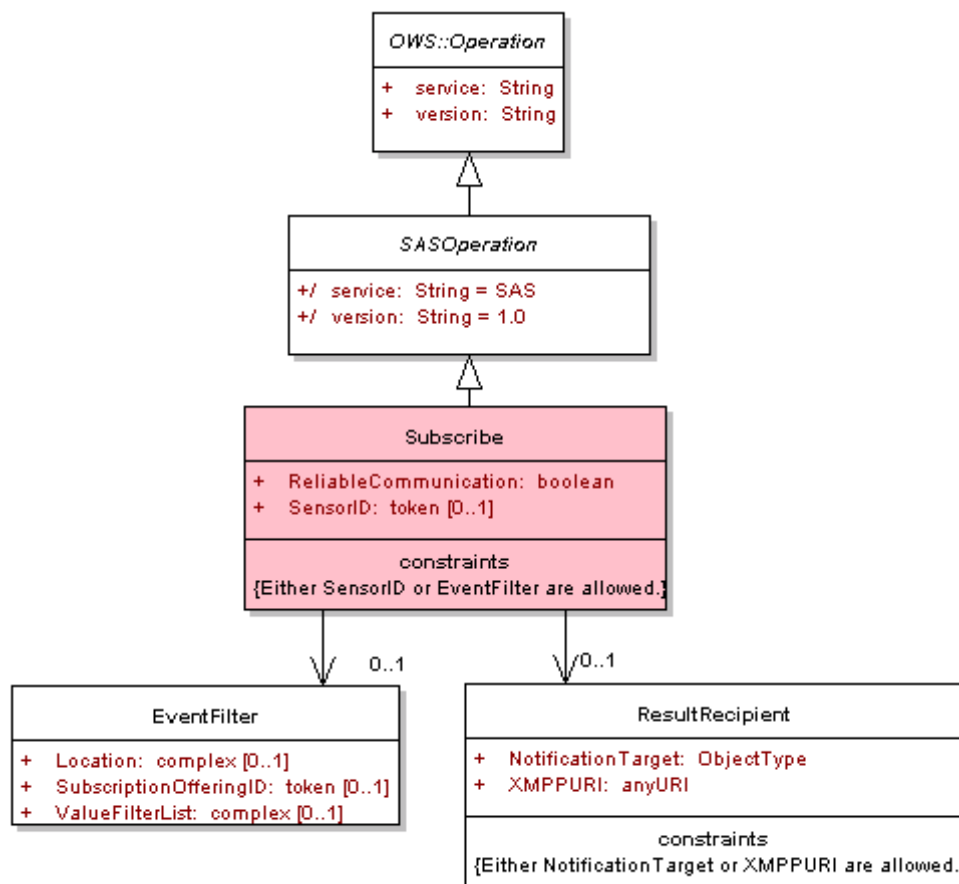 OWS::Operation
+ service: String
+ version: String
SASOperation
+/ service: String = SAS
+/ version: String = 1.0
Subscribe
+ ReliableCommunication: boolean
+ SensorID: token [0..1]
constraints
{Either SensorID or EventFilter are allowed.}
0..1
0..1
EventFilter
+ Location: complex [0..1]
+ SubscriptionOfferingID: token [0..1]
+ ValueFilterList: complex [0..1]
ResultRecipient
+ NotificationTarget: ObjectType
+ XMPPURI: anyURI
constraints
{Either NotificationTarget or XMPPURI are allowed.